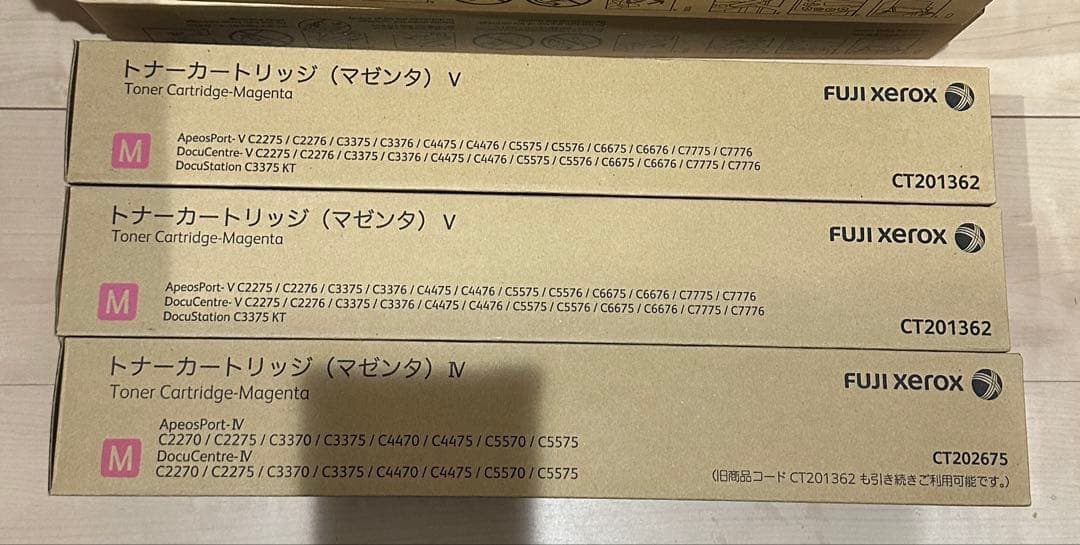 トナーカートリッジ（マゼンタ）Ⅴ
Toner Cartridge-Magenta
FUJI xerox
M
ApeosPort- V C2275 / C2276 / C3375 / C3376 / C4475 / C4476 / C5575 / C5576 / C6675 / C6676 / C7775 / C7776
DocuCentre- V C2275 / C2276 / C3375 / C3376 / C4475 / C4476 / C5575 / C5576 / C6675 / C6676 / C7775 / C7776
DocuStation C3375 KT
CT201362
トナーカートリッジ（マゼンタ）Ⅴ
Toner Cartridge-Magenta
FUJI xerox
M
ApeosPort- V C2275 / C2276 / C3375 / C3376 / C4475 / C4476 / C5575 / C5576 / C6675 / C6676 / C7775 / C7776
DocuCentre- V C2275 / C2276 / C3375 / C3376 / C4475 / C4476 / C5575 / C5576 / C6675 / C6676 / C7775 / C7776
DocuStation C3375 KT
CT201362
トナーカートリッジ（マゼンタ）Ⅳ
Toner Cartridge-Magenta
FUJI xerox
M
ApeosPort-Ⅳ
C2270 / C2275 / C3370 / C3375 / C4470 / C4475 / C5570 / C5575
DocuCentre-Ⅳ
C2270 / C2275 / C3370 / C3375 / C4470 / C4475 / C5570 / C5575
CT202675
（旧商品コード CT201362 も引き続きご利用可能です。）